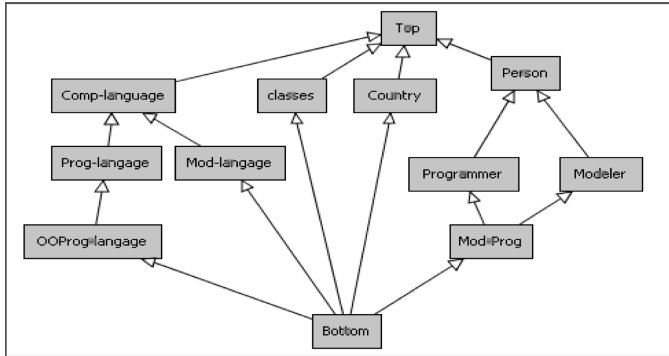 Top
Person
Comp-language
classes
Country
Prog-langage
Mod-langage
Programmer
Modeler
OOProg-langage
Mod-Prog
Bottom